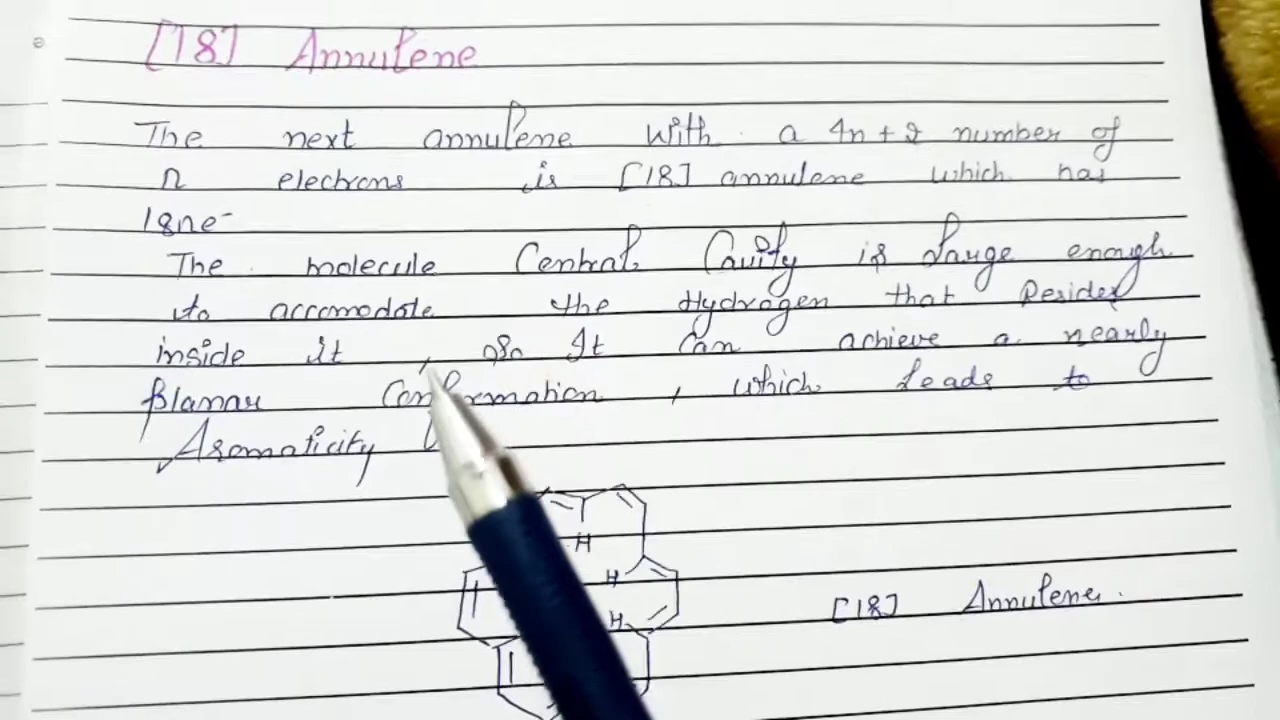 [18] Annulene
The next annulene with a 4n+2 number of
π electrons is [18] annulene which has
18πe-
The molecule Central Cavity is large enough
to accomodate the Hydrogen that Resides
inside it, so It can achieve a nearly
planar Conformation, which leads to
Aromaticity
H
H
H
[18] Annulene.